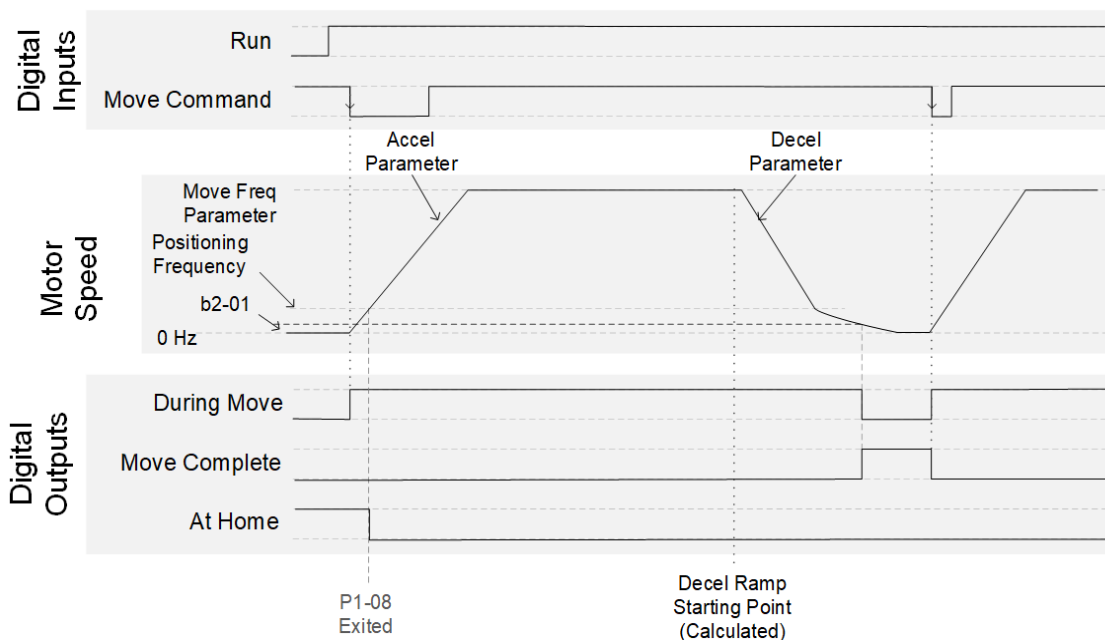 Digital
Inputs
Run
Move Command
Accel
Parameter
Decel
Parameter
Motor
Speed
Move Freq
Parameter
Positioning
Frequency
b2-01
0 Hz
Digital
Outputs
During Move
Move Complete
At Home
P1-08
Exited
Decel Ramp
Starting Point
(Calculated)